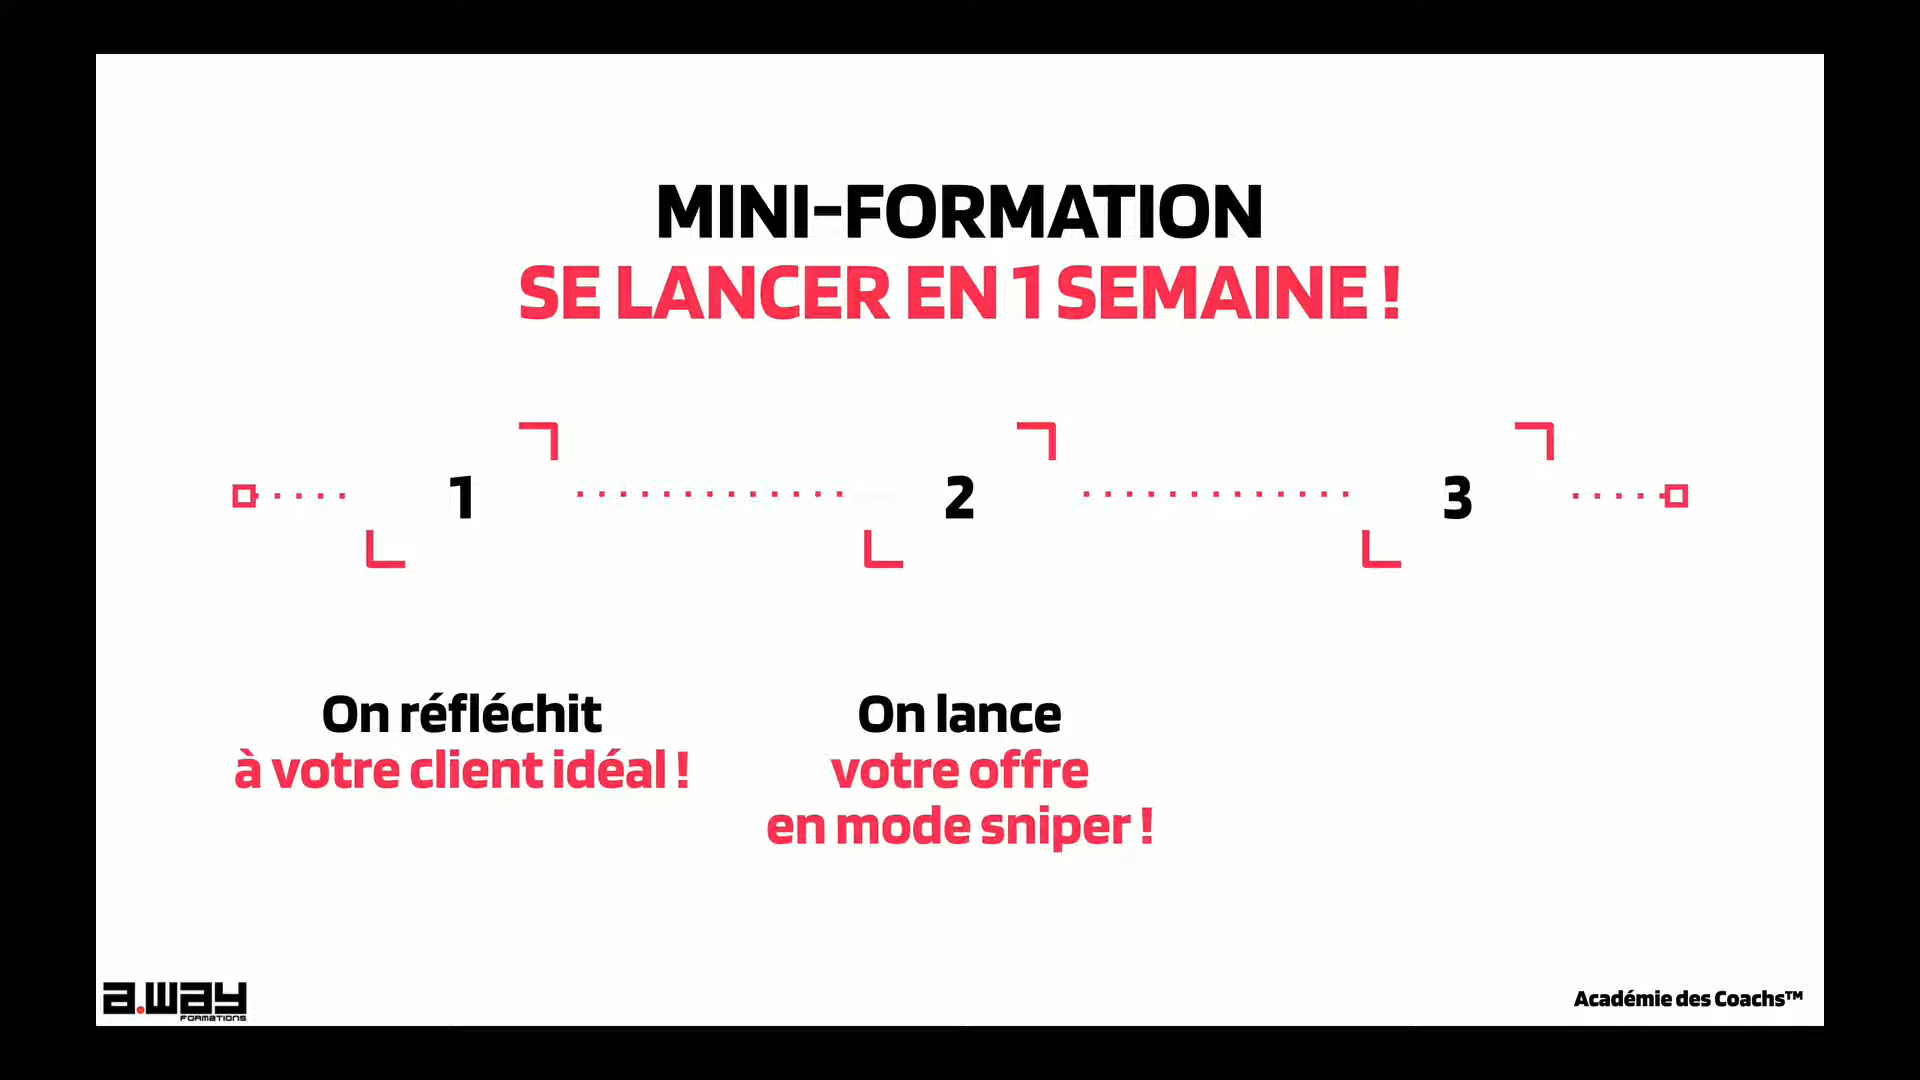 MINI-FORMATION
SE LANCER EN 1 SEMAINE !
1
2
3
On réfléchit
à votre client idéal !
On lance
votre offre
en mode sniper !
a.way
FORMATIONS
Académie des Coachs™